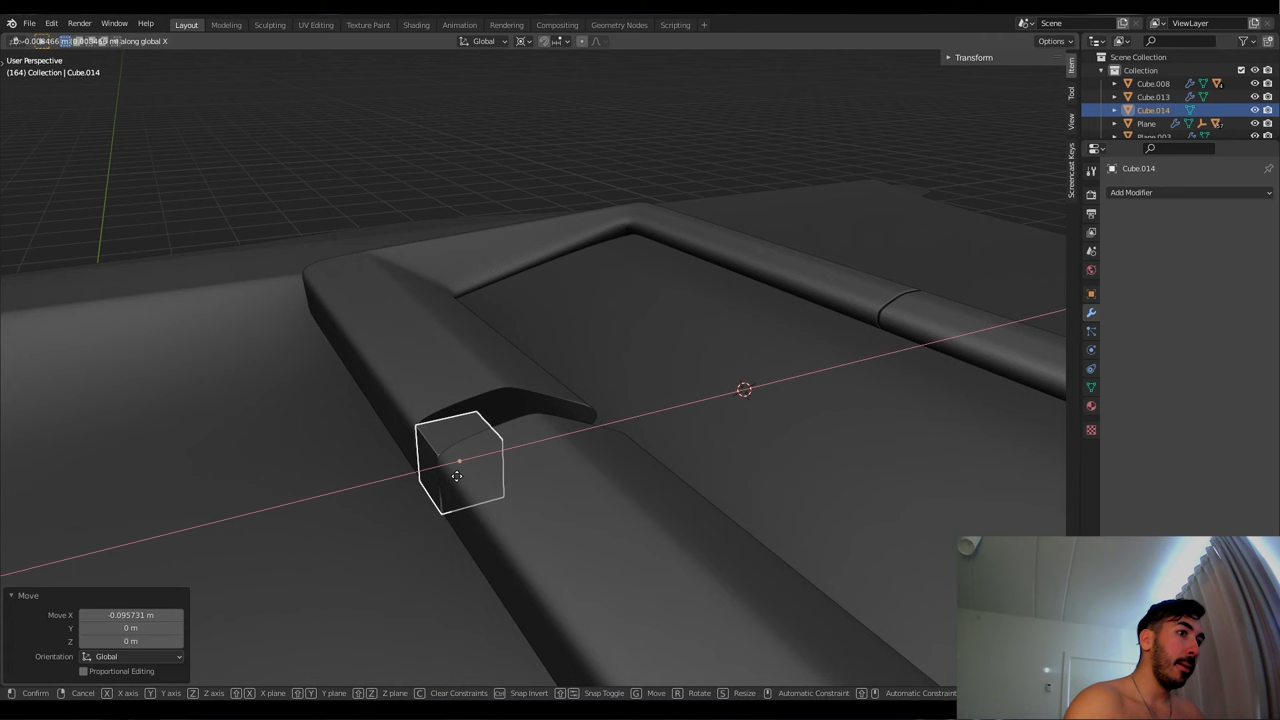 File Edit Render Window Help Layout Modeling Sculpting UV Editing Texture Paint Shading Animation Rendering Compositing Geometry Nodes Scripting + Scene ViewLayer
along global X Global Options
User Perspective
(164) Collection | Cube.014
Transform
Item
Tool
View
Screencast Keys
Scene Collection
Collection
Cube.008
Cube.013
Cube.014
Plane
Plane.003
Cube.014
Add Modifier
Move
Move X -0.095731 m
Y 0 m
Z 0 m
Orientation Global
Proportional Editing
Confirm Cancel X X axis Y Y axis Z Z axis X X plane Y Y plane Z Z plane C Clear Constraints Ctrl Snap Invert Snap Toggle G Move R Rotate S Resize Automatic Constraint Automatic Constraint